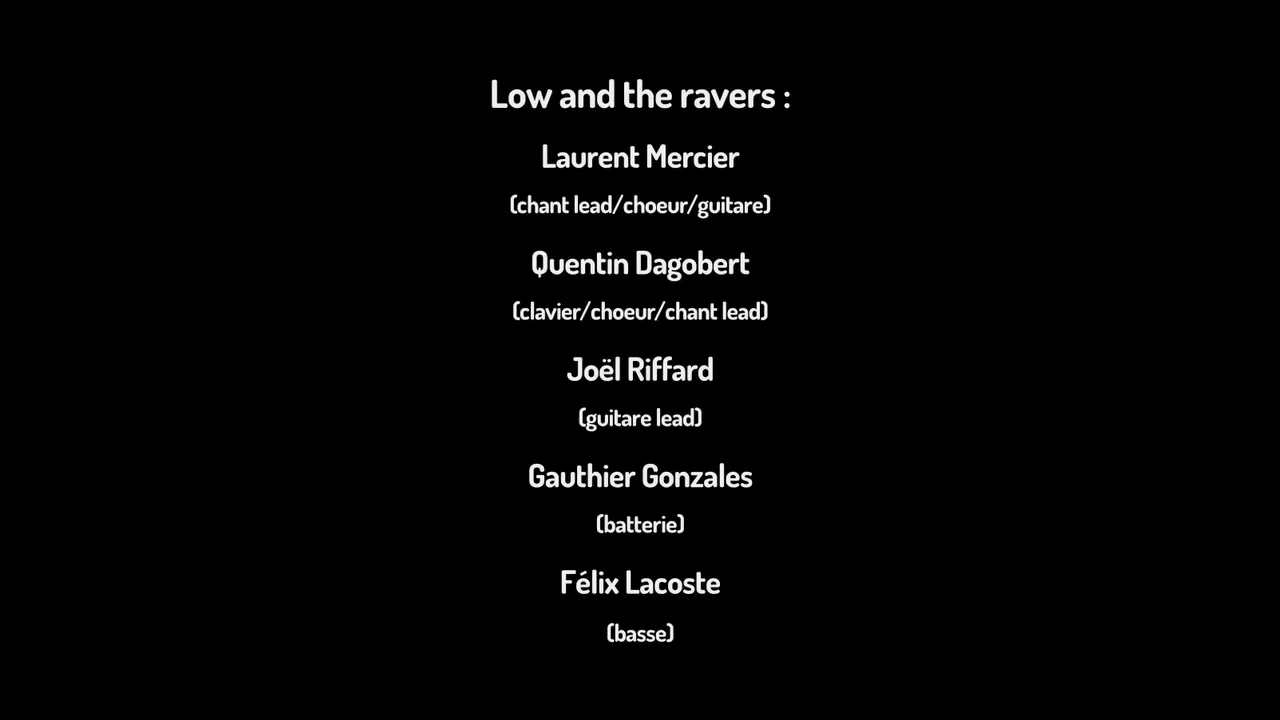 Low and the ravers :
Laurent Mercier
(chant lead/choeur/guitare)
Quentin Dagobert
(clavier/choeur/chant lead)
Joël Riffard
(guitare lead)
Gauthier Gonzales
(batterie)
Félix Lacoste
(basse)